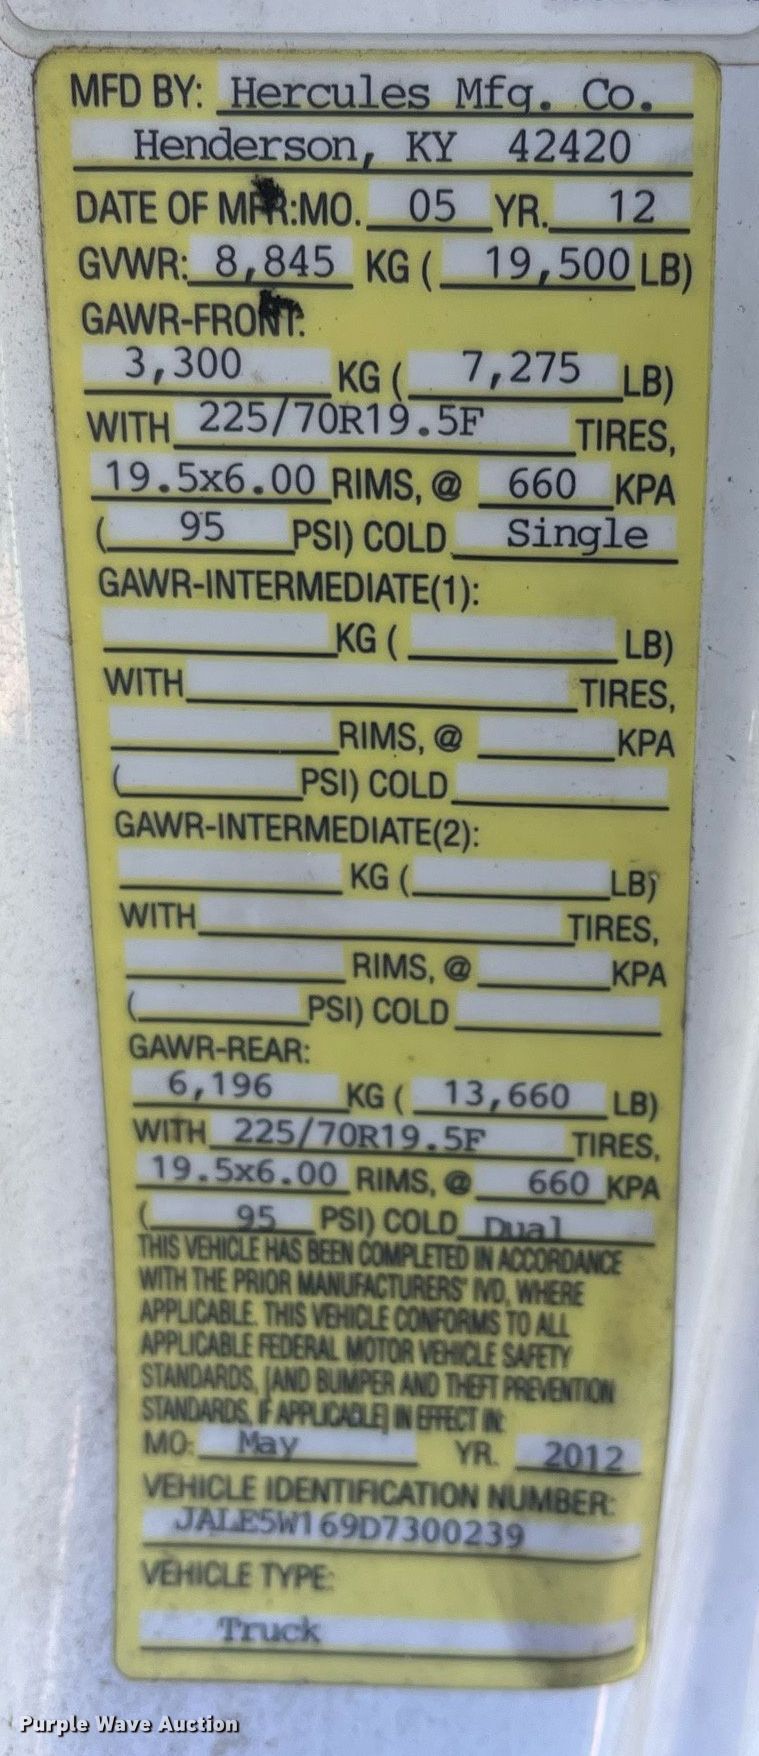 MFD BY: Hercules Mfg. Co.
Henderson, KY 42420
DATE OF MFR: MO. 05 YR. 12
GVWR: 8,845 KG ( 19,500 LB)
GAWR-FRONT:
3,300 KG ( 7,275 LB)
WITH 225/70R19.5F TIRES,
19.5x6.00 RIMS, @ 660 KPA
( 95 PSI) COLD Single
GAWR-INTERMEDIATE(1):
KG ( LB)
WITH TIRES,
RIMS, @ KPA
( PSI) COLD
GAWR-INTERMEDIATE(2):
KG ( LB)
WITH TIRES,
RIMS, @ KPA
( PSI) COLD
GAWR-REAR:
6,196 KG ( 13,660 LB)
WITH 225/70R19.5F TIRES,
19.5x6.00 RIMS, @ 660 KPA
( 95 PSI) COLD Dual
THIS VEHICLE HAS BEEN COMPLETED IN ACCORDANCE
WITH THE PRIOR MANUFACTURERS' IVD, WHERE
APPLICABLE. THIS VEHICLE CONFORMS TO ALL
APPLICABLE FEDERAL MOTOR VEHICLE SAFETY
STANDARDS, [AND BUMPER AND THEFT PREVENTION
STANDARDS, IF APPLICABLE] IN EFFECT IN:
MO: May YR. 2012
VEHICLE IDENTIFICATION NUMBER:
JALE5W169D7300239
VEHICLE TYPE:
Truck
Purple Wave Auction